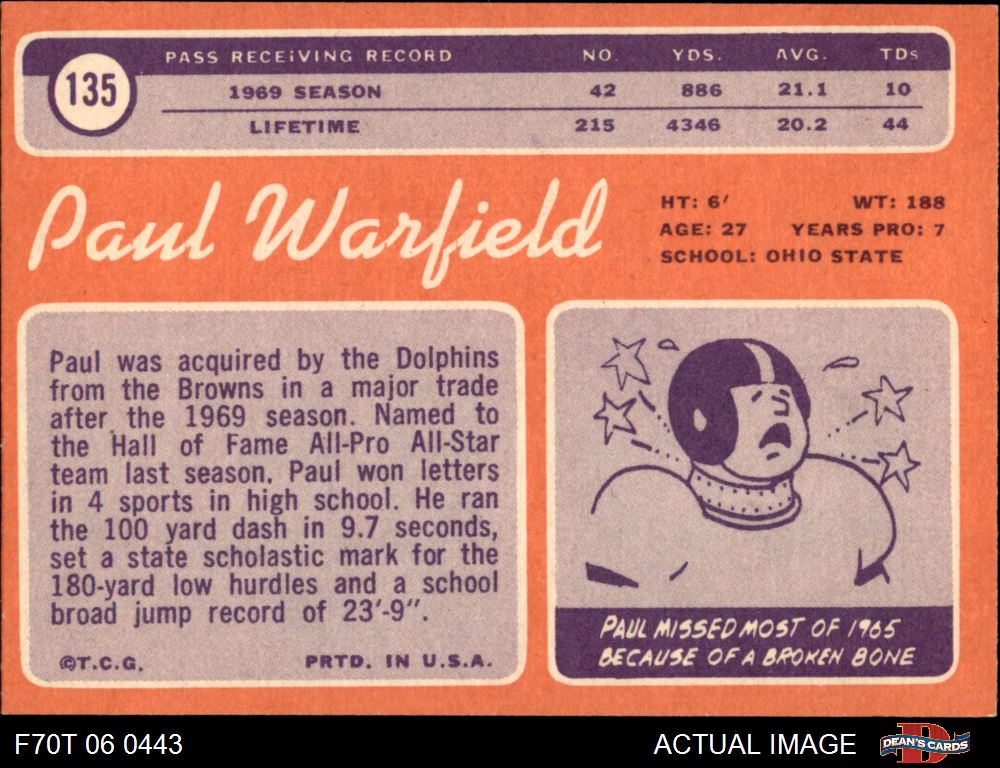 135
PASS RECEIVING RECORD NO. YDS. AVG. TDs
1969 SEASON 42 886 21.1 10
LIFETIME 215 4346 20.2 44
Paul Warfield
HT: 6' WT: 188
AGE: 27 YEARS PRO: 7
SCHOOL: OHIO STATE
Paul was acquired by the Dolphins
from the Browns in a major trade
after the 1969 season. Named to
the Hall of Fame All-Pro All-Star
team last season, Paul won letters
in 4 sports in high school. He ran
the 100 yard dash in 9.7 seconds,
set a state scholastic mark for the
180-yard low hurdles and a school
broad jump record of 23'-9".
©T.C.G. PRTD. IN U.S.A.
PAUL MISSED MOST OF 1965
BECAUSE OF A BROKEN BONE
F70T 06 0443 ACTUAL IMAGE DEAN'S CARDS